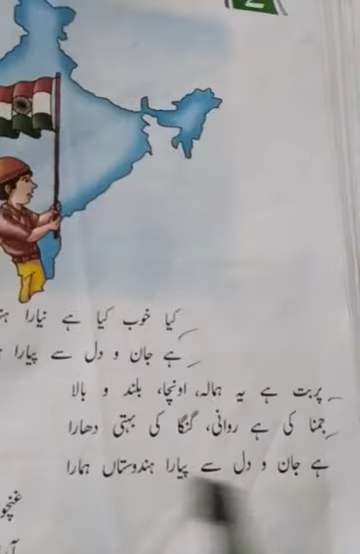 2
کیا خوب کیا ہے نیارا
ہے جان و دل سے پیارا
پربت ہے یہ ہمالہ، اونچا، بلند و بالا
جمنا کی ہے روانی، گنگا کی بہتی دھارا
ہے جان و دل سے پیارا ہندوستاں ہمارا